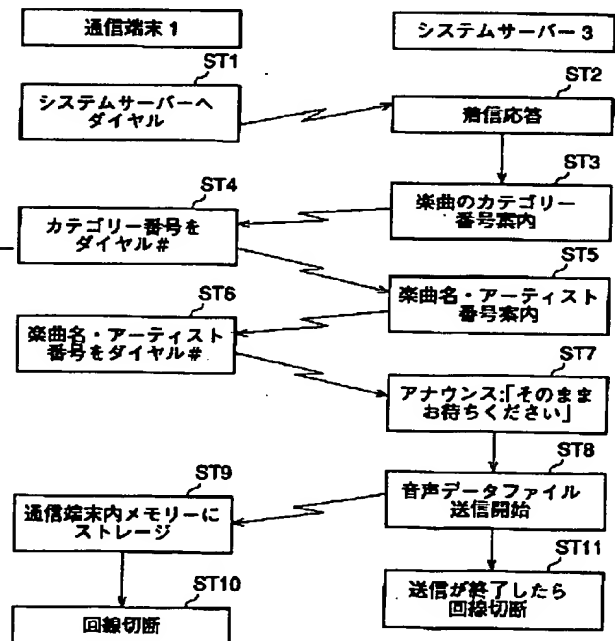 通信端末1
システムサーバー3
ST1
システムサーバーへ
ダイヤル
ST2
着信応答
ST3
楽曲のカテゴリー
番号案内
ST4
カテゴリー番号を
ダイヤル#
ST5
楽曲名・アーティスト
番号案内
ST6
楽曲名・アーティスト
番号をダイヤル#
ST7
アナウンス:「そのまま
お待ちください」
ST8
音声データファイル
送信開始
ST9
通信端末内メモリーに
ストレージ
ST10
回線切断
ST11
送信が終了したら
回線切断